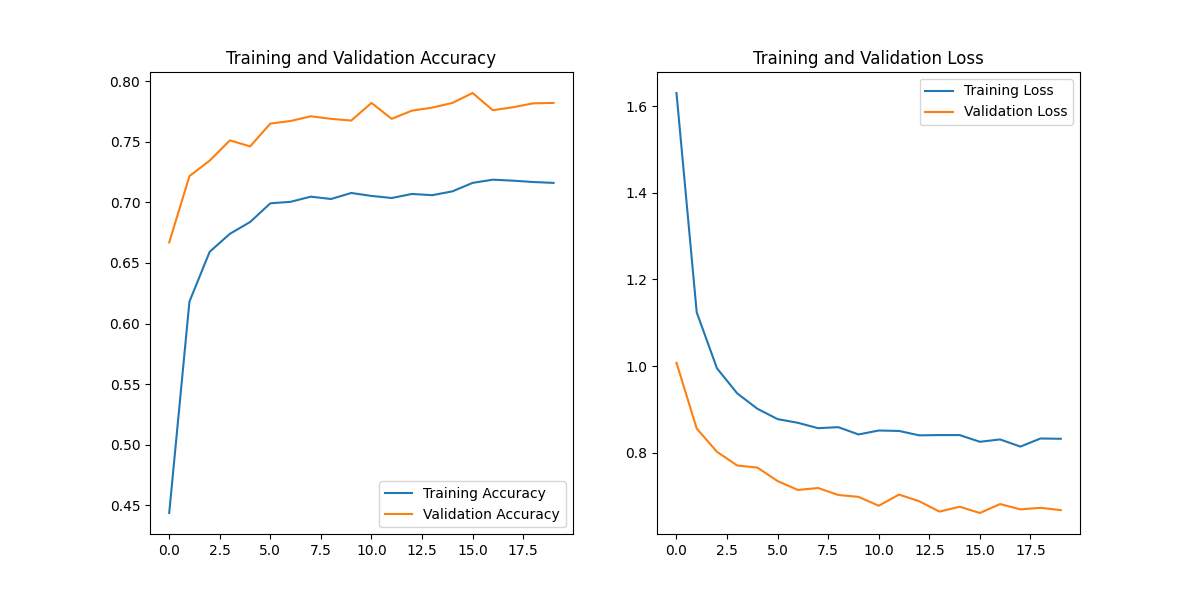 Training and Validation Accuracy
0.80
0.75
0.70
0.65
0.60
0.55
0.50
0.45
Training Accuracy
Validation Accuracy
0.0 2.5 5.0 7.5 10.0 12.5 15.0 17.5
Training and Validation Loss
Training Loss
Validation Loss
1.6
1.4
1.2
1.0
0.8
0.0 2.5 5.0 7.5 10.0 12.5 15.0 17.5